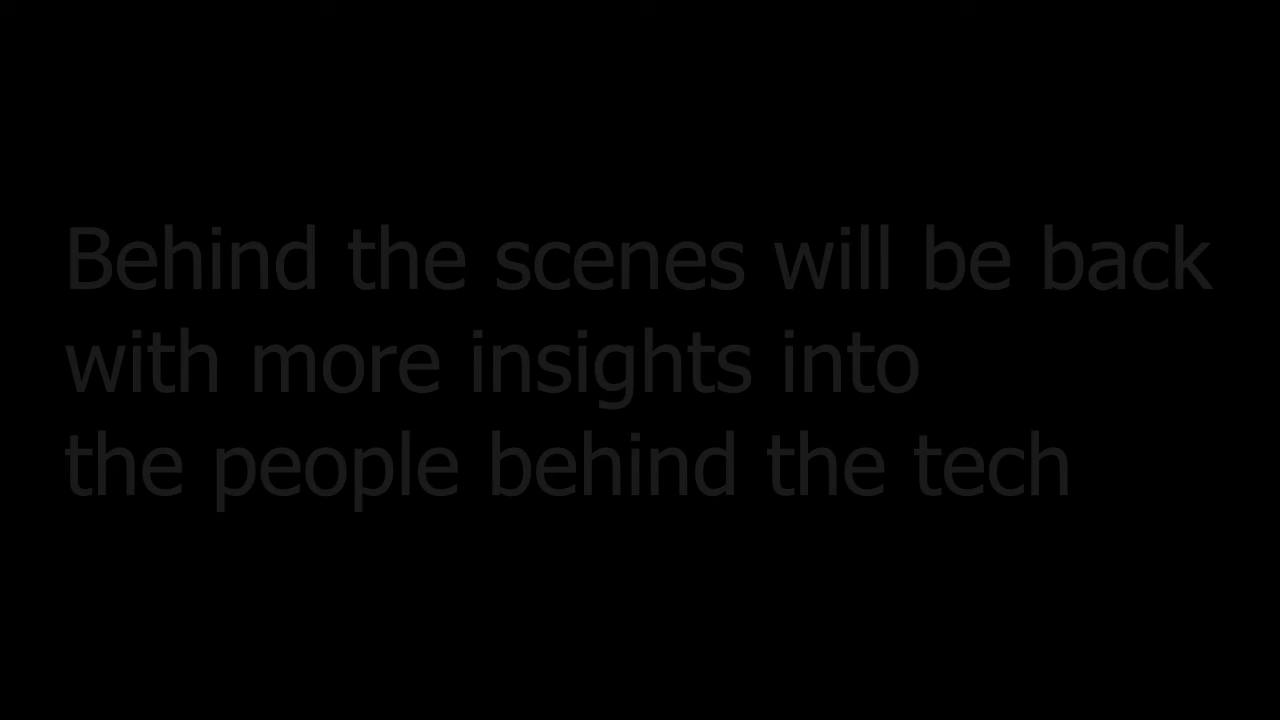 Behind the scenes will be back
with more insights into
the people behind the tech